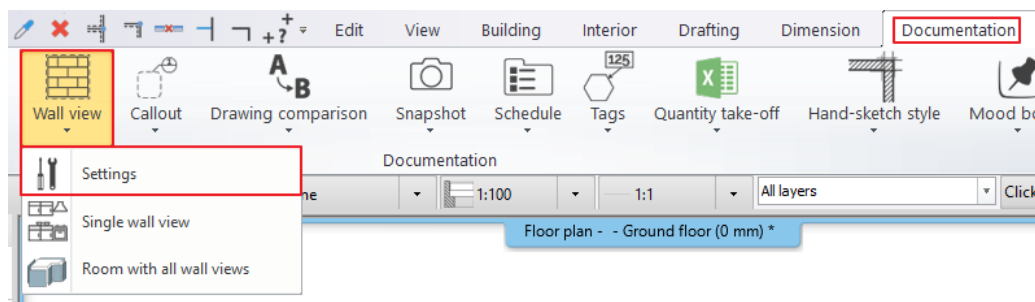 +?
Edit View Building Interior Drafting Dimension Documentation
A
B
125
X
Wall view Callout Drawing comparison Snapshot Schedule Tags Quantity take-off Hand-sketch style Mood bo
Documentation
Settings
ne 1:100 1:1 All layers Click
Single wall view
Floor plan - - Ground floor (0 mm) *
Room with all wall views